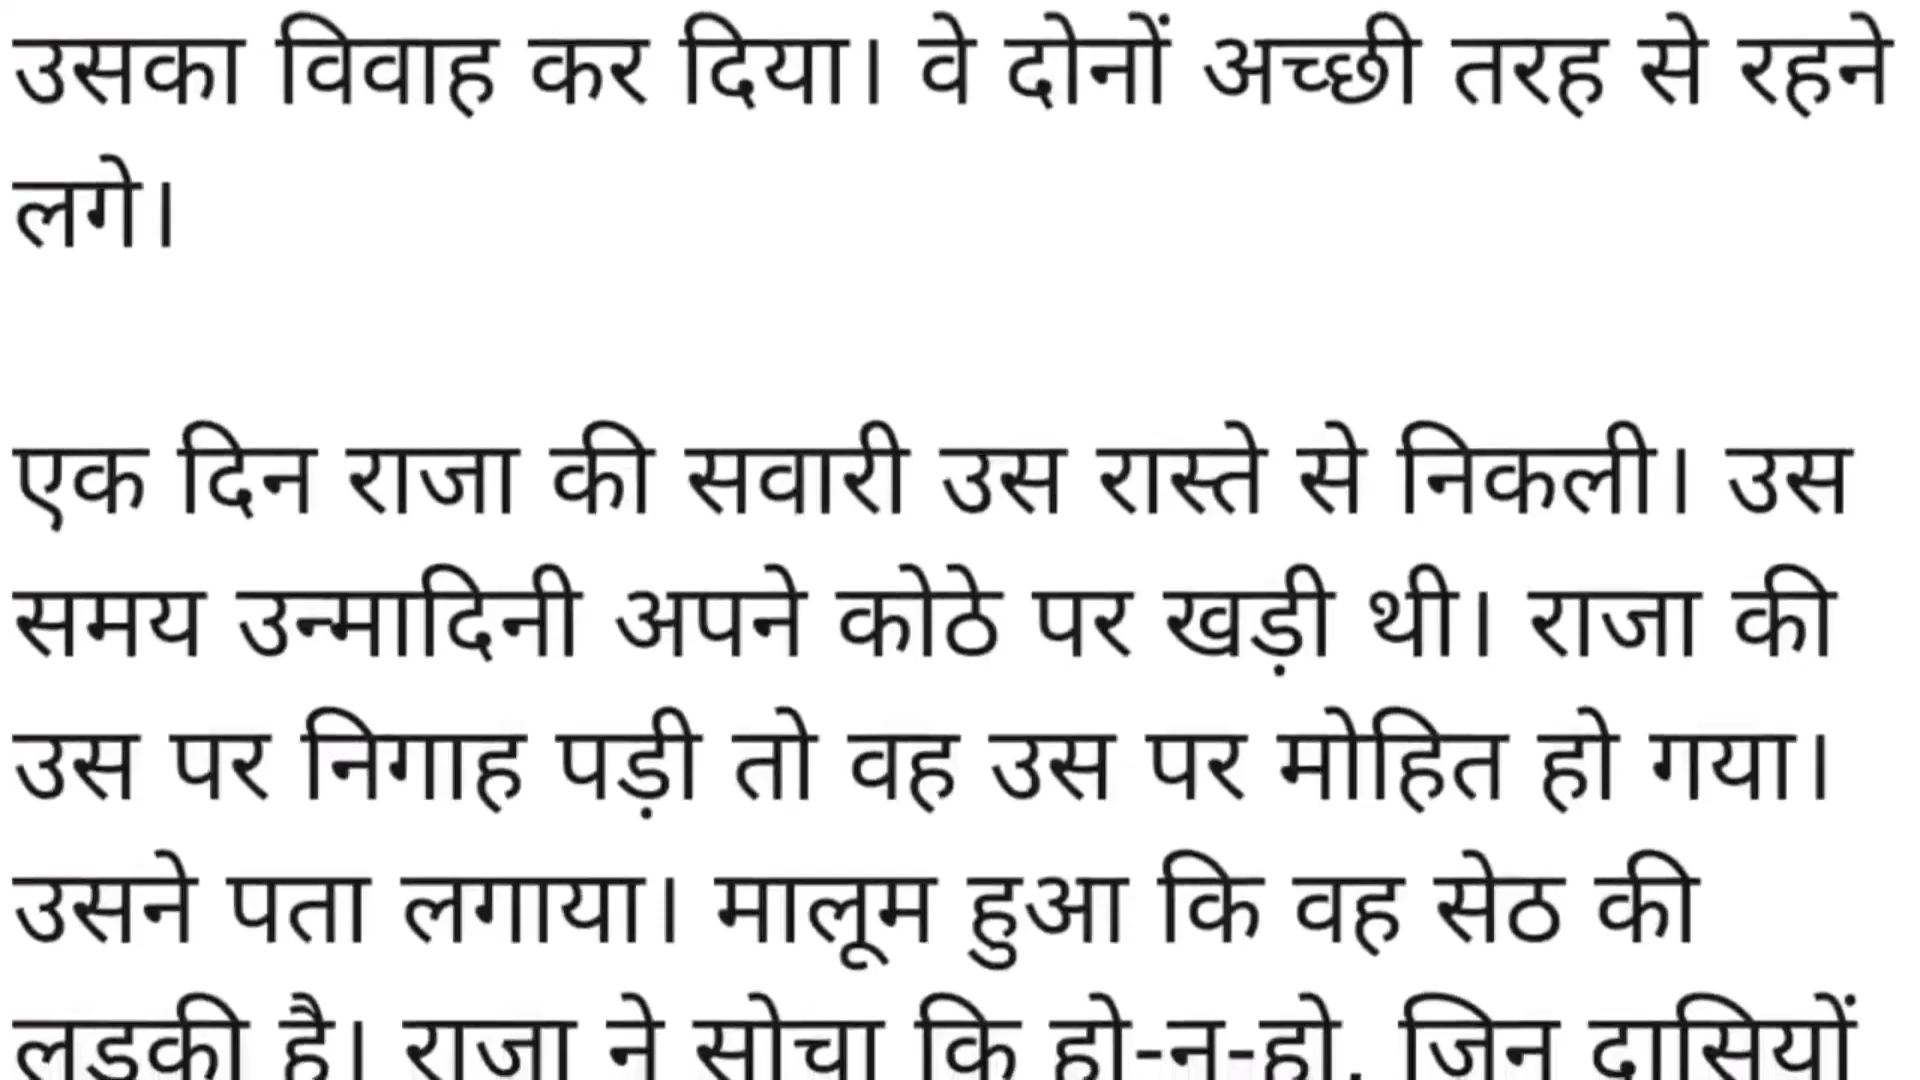 उसका विवाह कर दिया। वे दोनों अच्छी तरह से रहने
लगे।
एक दिन राजा की सवारी उस रास्ते से निकली। उस
समय उन्मादिनी अपने कोठे पर खड़ी थी। राजा की
उस पर निगाह पड़ी तो वह उस पर मोहित हो गया।
उसने पता लगाया। मालूम हुआ कि वह सेठ की
लड़की है। राजा ने सोचा कि हो-न-हो, जिन दासियों